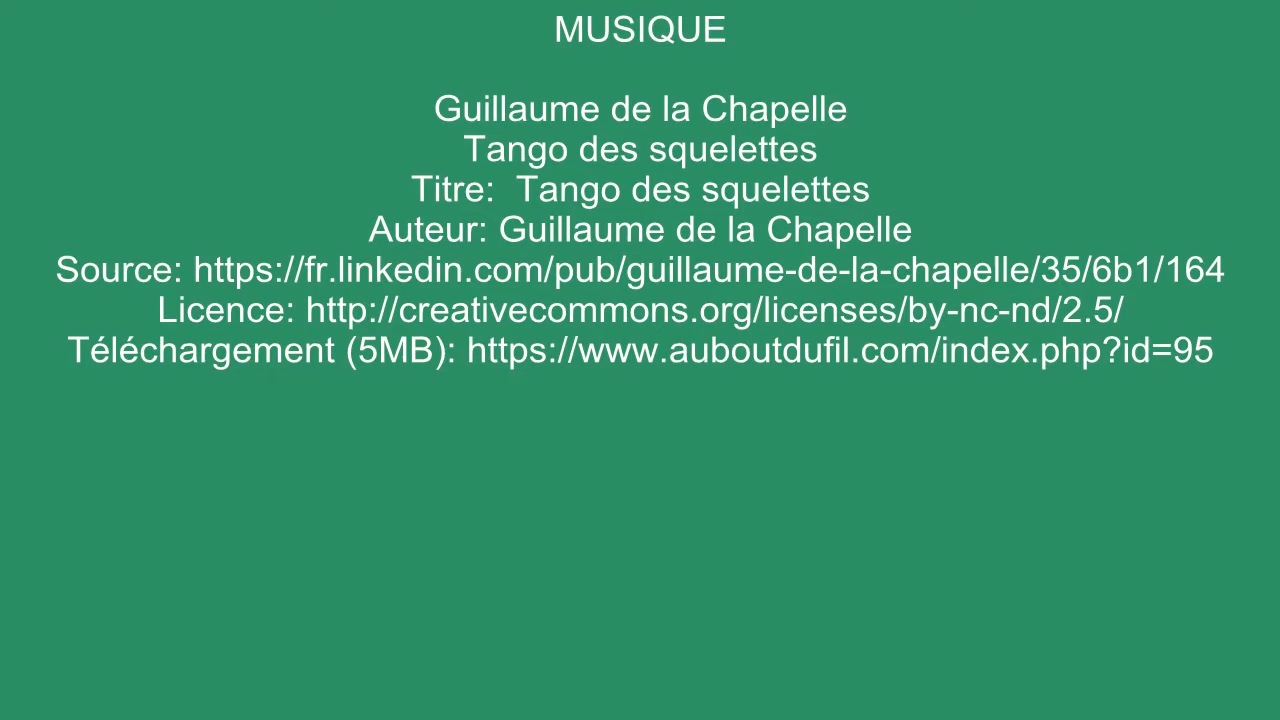 MUSIQUE
Guillaume de la Chapelle
Tango des squelettes
Titre:  Tango des squelettes
Auteur: Guillaume de la Chapelle
Source: https://fr.linkedin.com/pub/guillaume-de-la-chapelle/35/6b1/164
Licence: http://creativecommons.org/licenses/by-nc-nd/2.5/
Téléchargement (5MB): https://www.auboutdufil.com/index.php?id=95